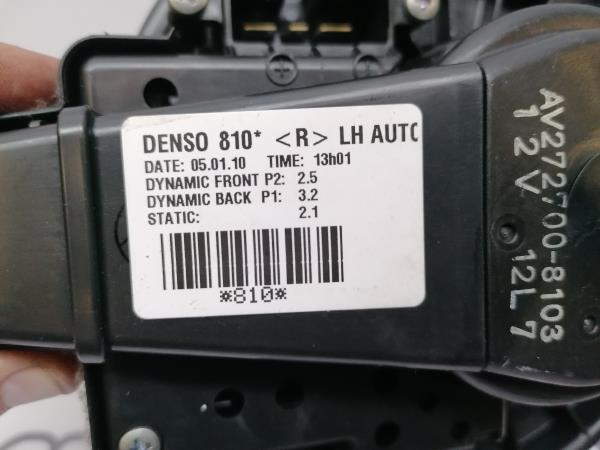 DENSO 810* <R> LH AUTO
DATE: 05.01.10 TIME: 13h01
DYNAMIC FRONT P2: 2.5
DYNAMIC BACK P1: 3.2
STATIC: 2.1
*810*
AV272700-8103
12V 12L7